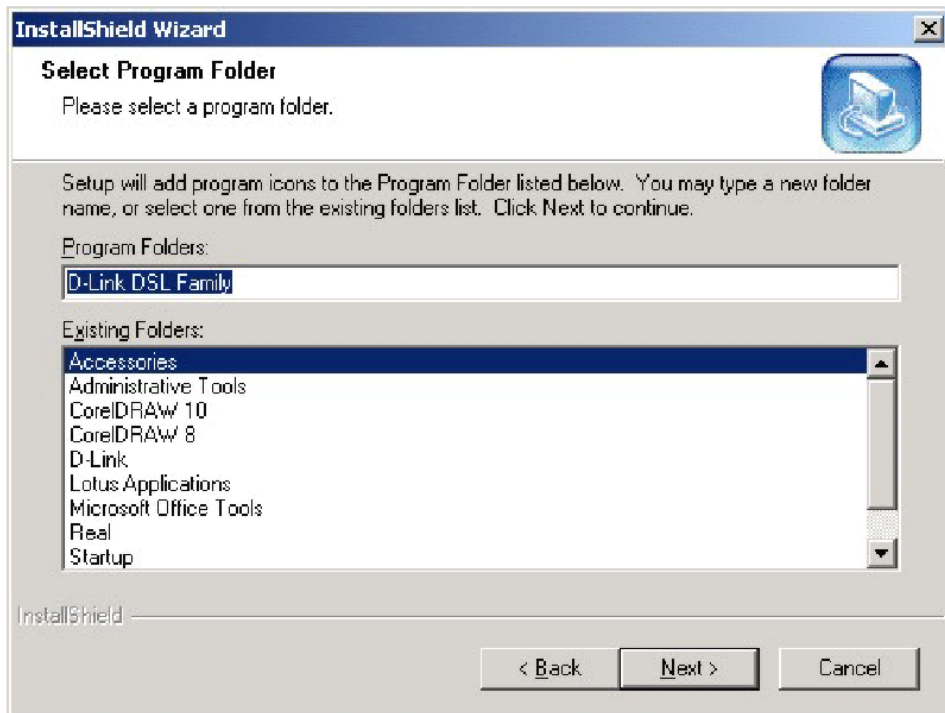 InstallShield Wizard
Select Program Folder
Please select a program folder.
Setup will add program icons to the Program Folder listed below. You may type a new folder
name, or select one from the existing folders list. Click Next to continue.
Program Folders:
D-Link DSL Family
Existing Folders:
Accessories
Administrative Tools
CorelDRAW 10
CorelDRAW 8
D-Link
Lotus Applications
Microsoft Office Tools
Real
Startup
InstallShield
< Back Next > Cancel